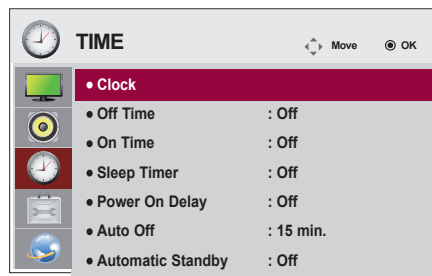 TIME
Move
OK
• Clock
• Off Time : Off
• On Time : Off
• Sleep Timer : Off
• Power On Delay : Off
• Auto Off : 15 min.
• Automatic Standby : Off